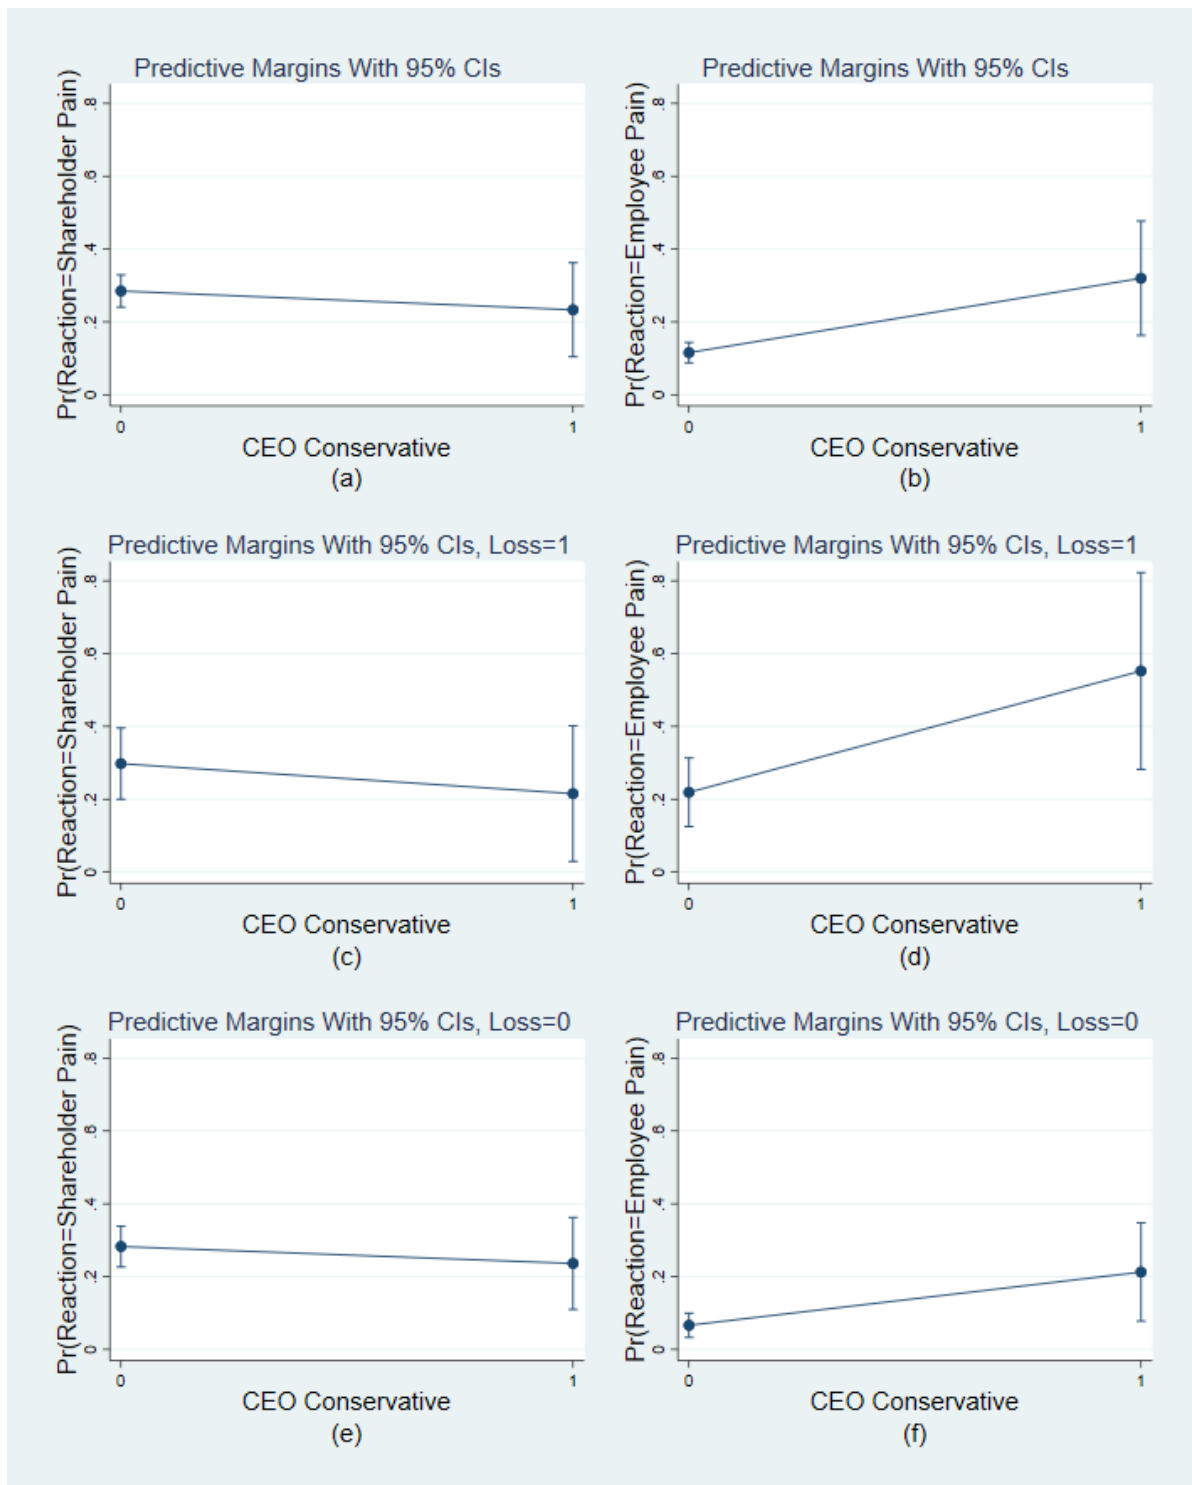 Predictive Margins With 95% CIs
Pr(Reaction=Shareholder Pain)
.8
.6
.4
.2
0
0 1
CEO Conservative
(a)
Predictive Margins With 95% CIs
Pr(Reaction=Employee Pain)
.8
.6
.4
.2
0
0 1
CEO Conservative
(b)
Predictive Margins With 95% CIs, Loss=1
Pr(Reaction=Shareholder Pain)
.8
.6
.4
.2
0
0 1
CEO Conservative
(c)
Predictive Margins With 95% CIs, Loss=1
Pr(Reaction=Employee Pain)
.8
.6
.4
.2
0
0 1
CEO Conservative
(d)
Predictive Margins With 95% CIs, Loss=0
Pr(Reaction=Shareholder Pain)
.8
.6
.4
.2
0
0 1
CEO Conservative
(e)
Predictive Margins With 95% CIs, Loss=0
Pr(Reaction=Employee Pain)
.8
.6
.4
.2
0
0 1
CEO Conservative
(f)